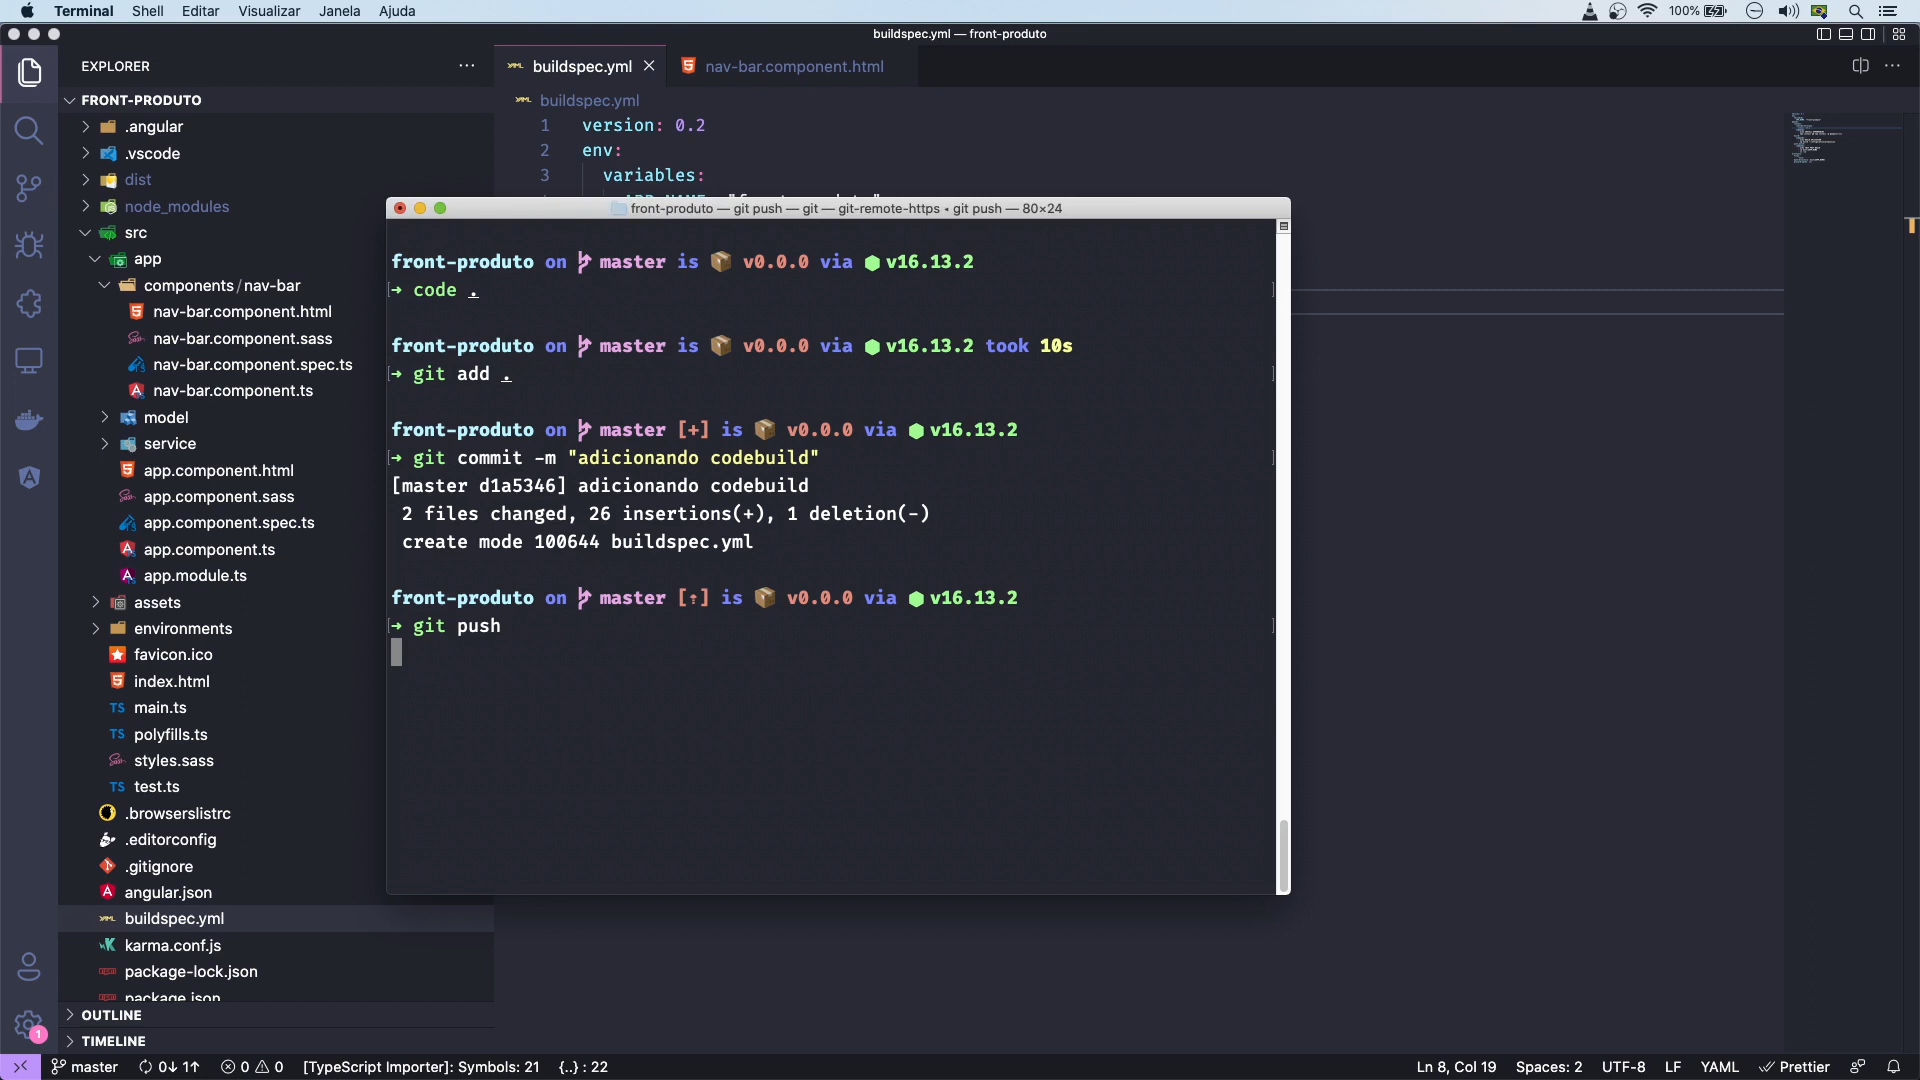 Terminal Shell Editar Visualizar Janela Ajuda 100%
buildspec.yml — front-produto
EXPLORER
FRONT-PRODUTO
.angular
.vscode
dist
node_modules
src
app
components / nav-bar
nav-bar.component.html
nav-bar.component.sass
nav-bar.component.spec.ts
nav-bar.component.ts
model
service
app.component.html
app.component.sass
app.component.spec.ts
app.component.ts
app.module.ts
assets
environments
favicon.ico
index.html
TS main.ts
TS polyfills.ts
styles.sass
TS test.ts
.browserslistrc
.editorconfig
.gitignore
angular.json
buildspec.yml
karma.conf.js
package-lock.json
package.json
OUTLINE
TIMELINE
1
buildspec.yml
nav-bar.component.html
buildspec.yml
1 version: 0.2
2 env:
3 variables:
front-produto — git push — git — git-remote-https ◂ git push — 80×24
front-produto on master is 📦 v0.0.0 via ⬢ v16.13.2
➜ code .
front-produto on master is 📦 v0.0.0 via ⬢ v16.13.2 took 10s
➜ git add .
front-produto on master [+] is 📦 v0.0.0 via ⬢ v16.13.2
➜ git commit -m "adicionando codebuild"
[master d1a5346] adicionando codebuild
2 files changed, 26 insertions(+), 1 deletion(-)
create mode 100644 buildspec.yml
front-produto on master [⇡] is 📦 v0.0.0 via ⬢ v16.13.2
➜ git push
master 0↓ 1↑ 0 0 [TypeScript Importer]: Symbols: 21 {..} : 22 Ln 8, Col 19 Spaces: 2 UTF-8 LF YAML Prettier